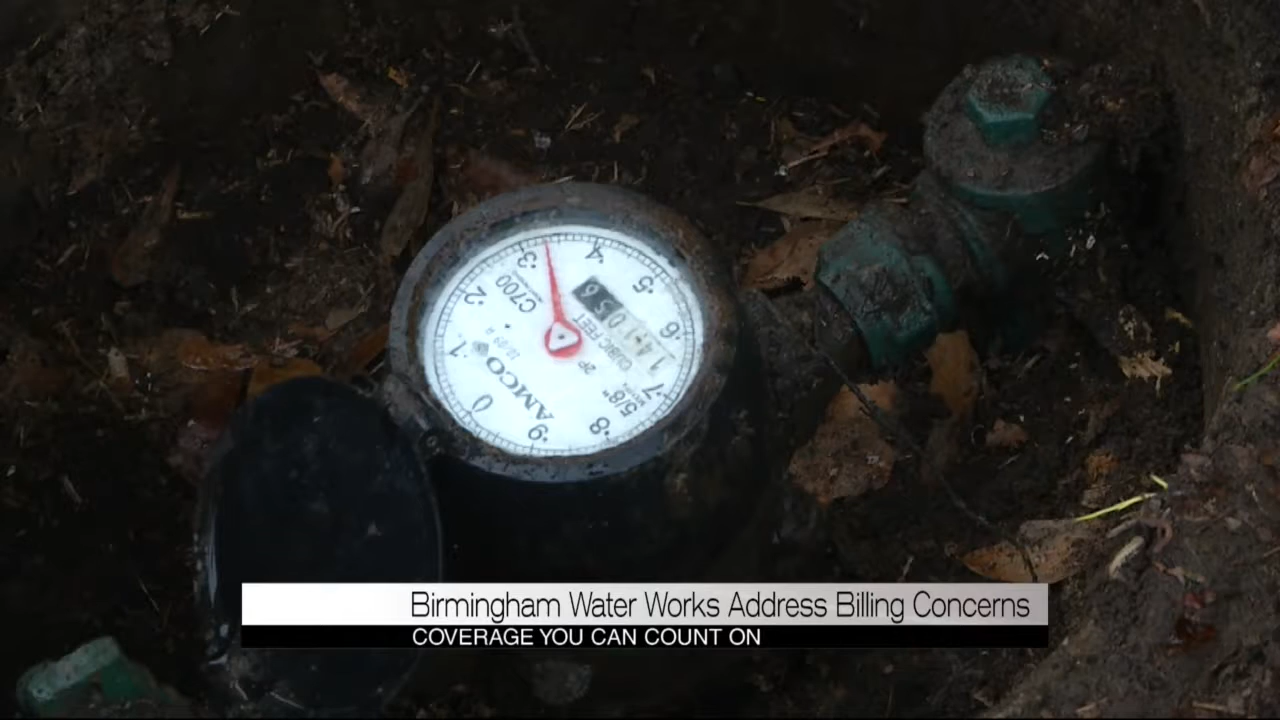 0
.1
.2
.3
.4
.5
.6
.7
.8
.9
C700
CUBIC FEET
5/8"
AMCO
Birmingham Water Works Address Billing Concerns
COVERAGE YOU CAN COUNT ON